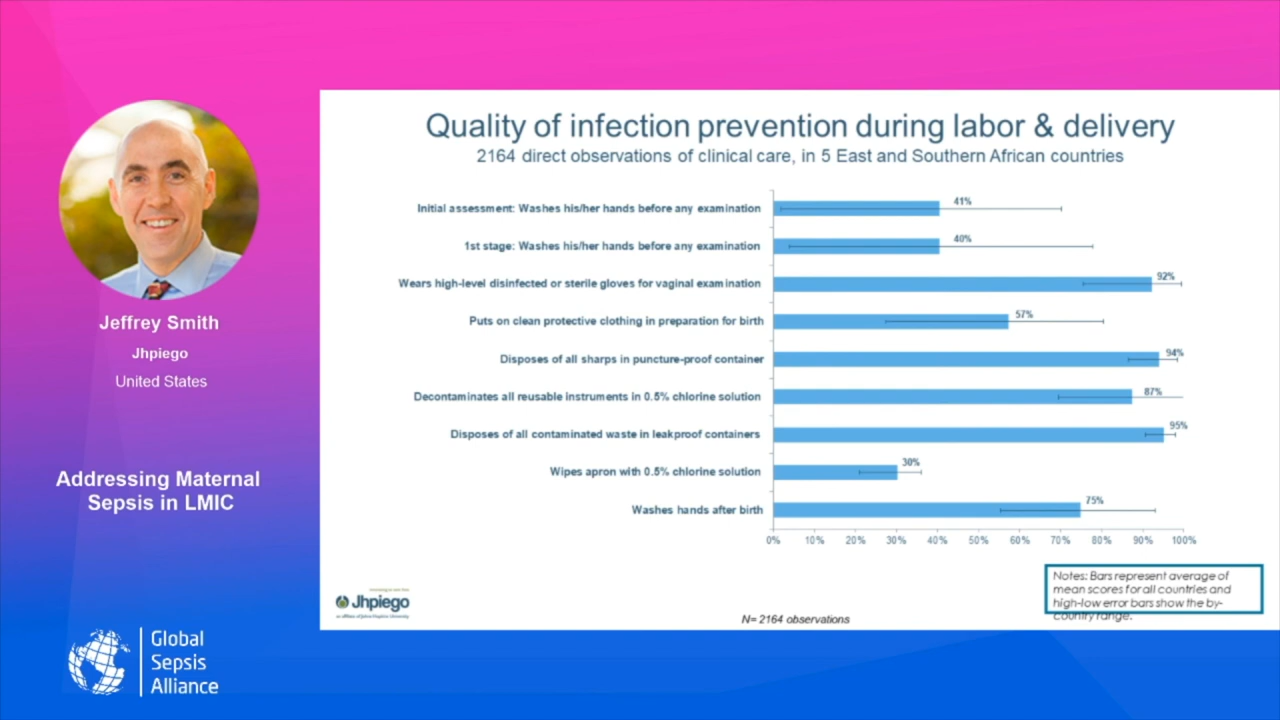 Quality of infection prevention during labor & delivery
2164 direct observations of clinical care, in 5 East and Southern African countries
Initial assessment: Washes his/her hands before any examination
41%
1st stage: Washes his/her hands before any examination
40%
Wears high-level disinfected or sterile gloves for vaginal examination
92%
Puts on clean protective clothing in preparation for birth
57%
Disposes of all sharps in puncture-proof container
94%
Decontaminates all reusable instruments in 0.5% chlorine solution
87%
Disposes of all contaminated waste in leakproof containers
95%
Wipes apron with 0.5% chlorine solution
30%
Washes hands after birth
75%
0% 10% 20% 30% 40% 50% 60% 70% 80% 90% 100%
Notes: Bars represent average of
mean scores for all countries and
high-low error bars show the by-
country range.
N= 2164 observations
Jhpiego
Jeffrey Smith
Jhpiego
United States
Addressing Maternal
Sepsis in LMIC
Global
Sepsis
Alliance